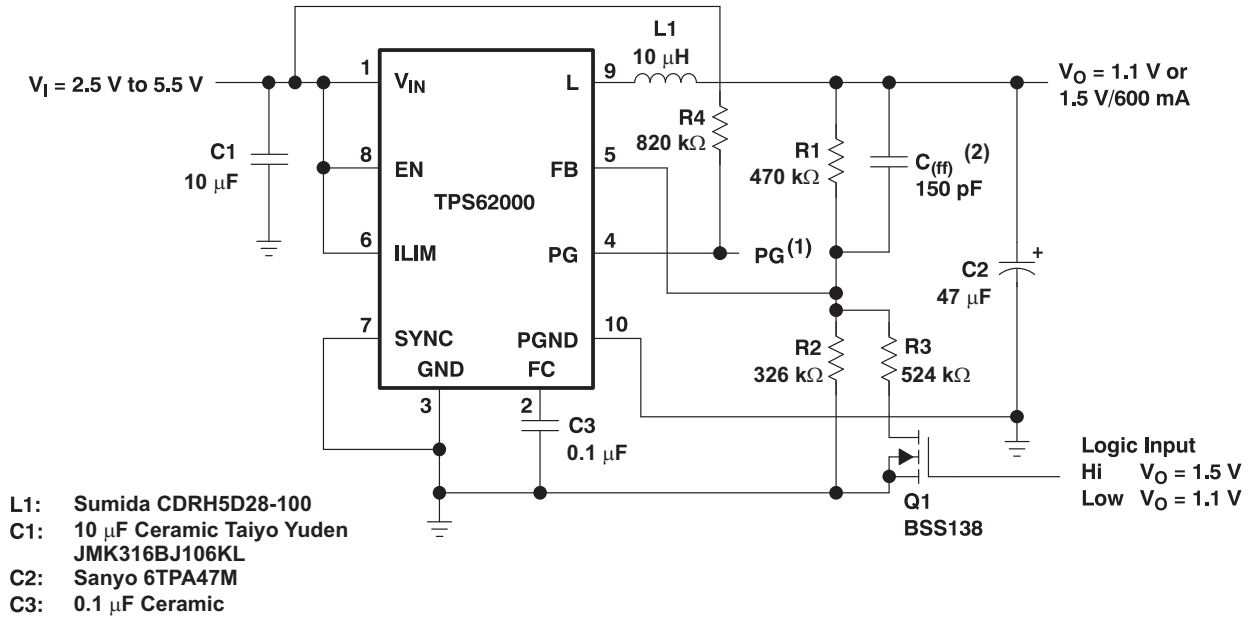 L1
10 μH
V_I = 2.5 V to 5.5 V
1
V_IN
L
9
V_O = 1.1 V or
1.5 V/600 mA
C1
10 μF
8
EN
TPS62000
FB
5
R4
820 kΩ
R1
470 kΩ
C_(ff) (2)
150 pF
6
ILIM
PG
4
PG(1)
C2
47 μF
+
7
SYNC
PGND
10
GND
FC
3
2
C3
0.1 μF
R2
326 kΩ
R3
524 kΩ
Logic Input
Hi V_O = 1.5 V
Low V_O = 1.1 V
Q1
BSS138
L1: Sumida CDRH5D28-100
C1: 10 μF Ceramic Taiyo Yuden
JMK316BJ106KL
C2: Sanyo 6TPA47M
C3: 0.1 μF Ceramic